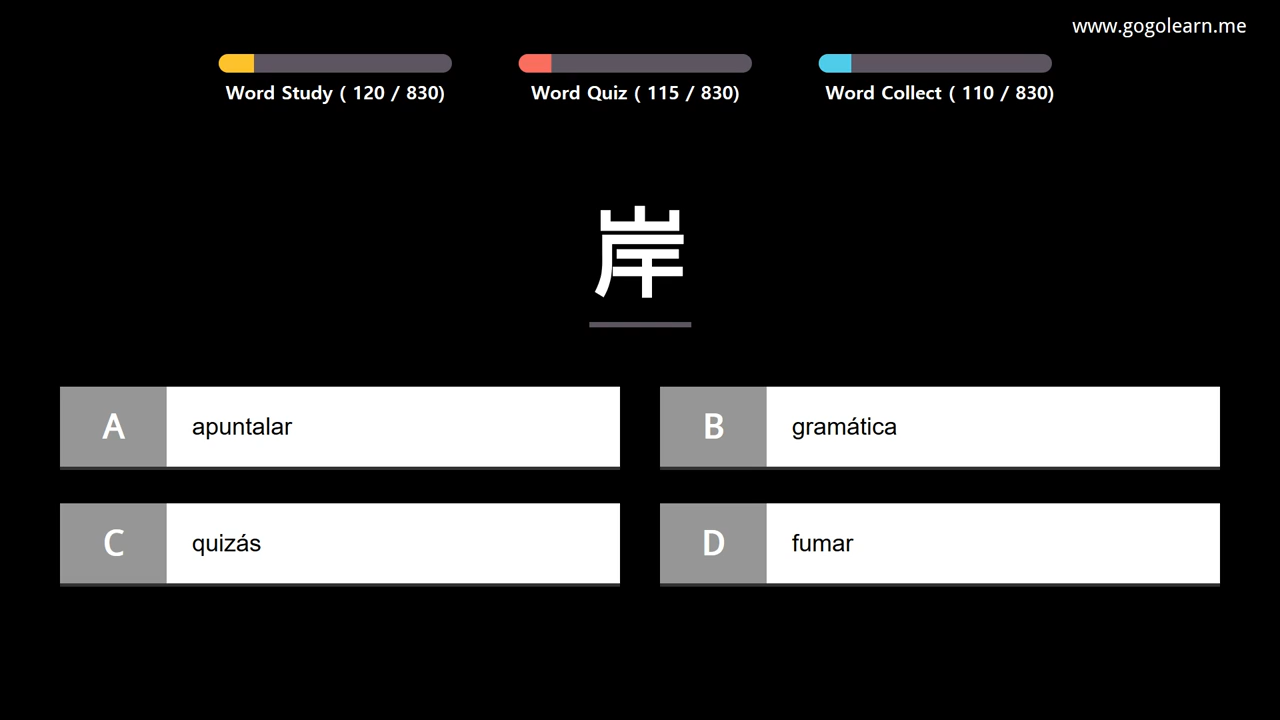 www.gogolearn.me
Word Study ( 120 / 830)
Word Quiz ( 115 / 830)
Word Collect ( 110 / 830)
岸
A apuntalar
B gramática
C quizás
D fumar